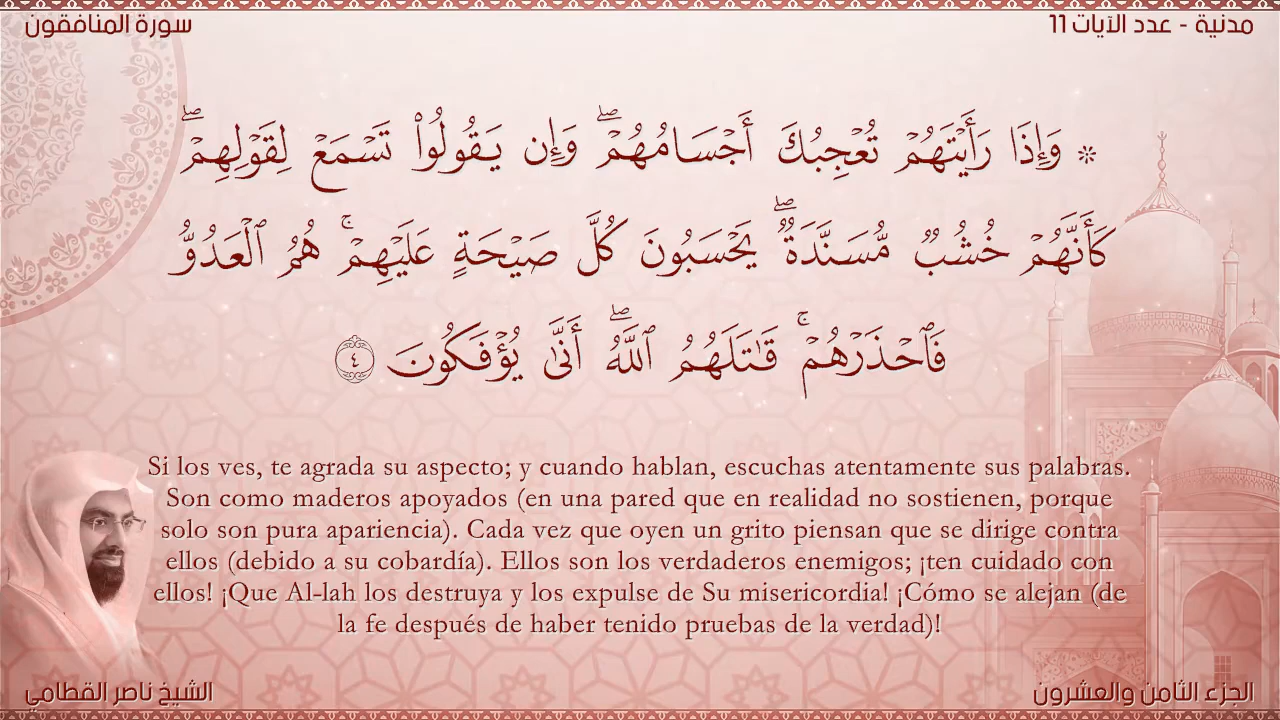 سورة المنافقون
مدنية - عدد الآيات 11
* وَإِذَا رَأَيْتَهُمْ تُعْجِبُكَ أَجْسَامُهُمْۖ وَإِن يَقُولُوا۟ تَسْمَعْ لِقَوْلِهِمْۖ
كَأَنَّهُمْ خُشُبٌ مُّسَنَّدَةٌۖ يَحْسَبُونَ كُلَّ صَيْحَةٍ عَلَيْهِمْۚ هُمُ ٱلْعَدُوُّ
فَٱحْذَرْهُمْۚ قَـٰتَلَهُمُ ٱللَّهُۖ أَنَّىٰ يُؤْفَكُونَ ٤
Si los ves, te agrada su aspecto; y cuando hablan, escuchas atentamente sus palabras.
Son como maderos apoyados (en una pared que en realidad no sostienen, porque
solo son pura apariencia). Cada vez que oyen un grito piensan que se dirige contra
ellos (debido a su cobardía). Ellos son los verdaderos enemigos; ¡ten cuidado con
ellos! ¡Que Al-lah los destruya y los expulse de Su misericordia! ¡Cómo se alejan (de
la fe después de haber tenido pruebas de la verdad)!
الشيخ ناصر القطامي
الجزء الثامن والعشرون